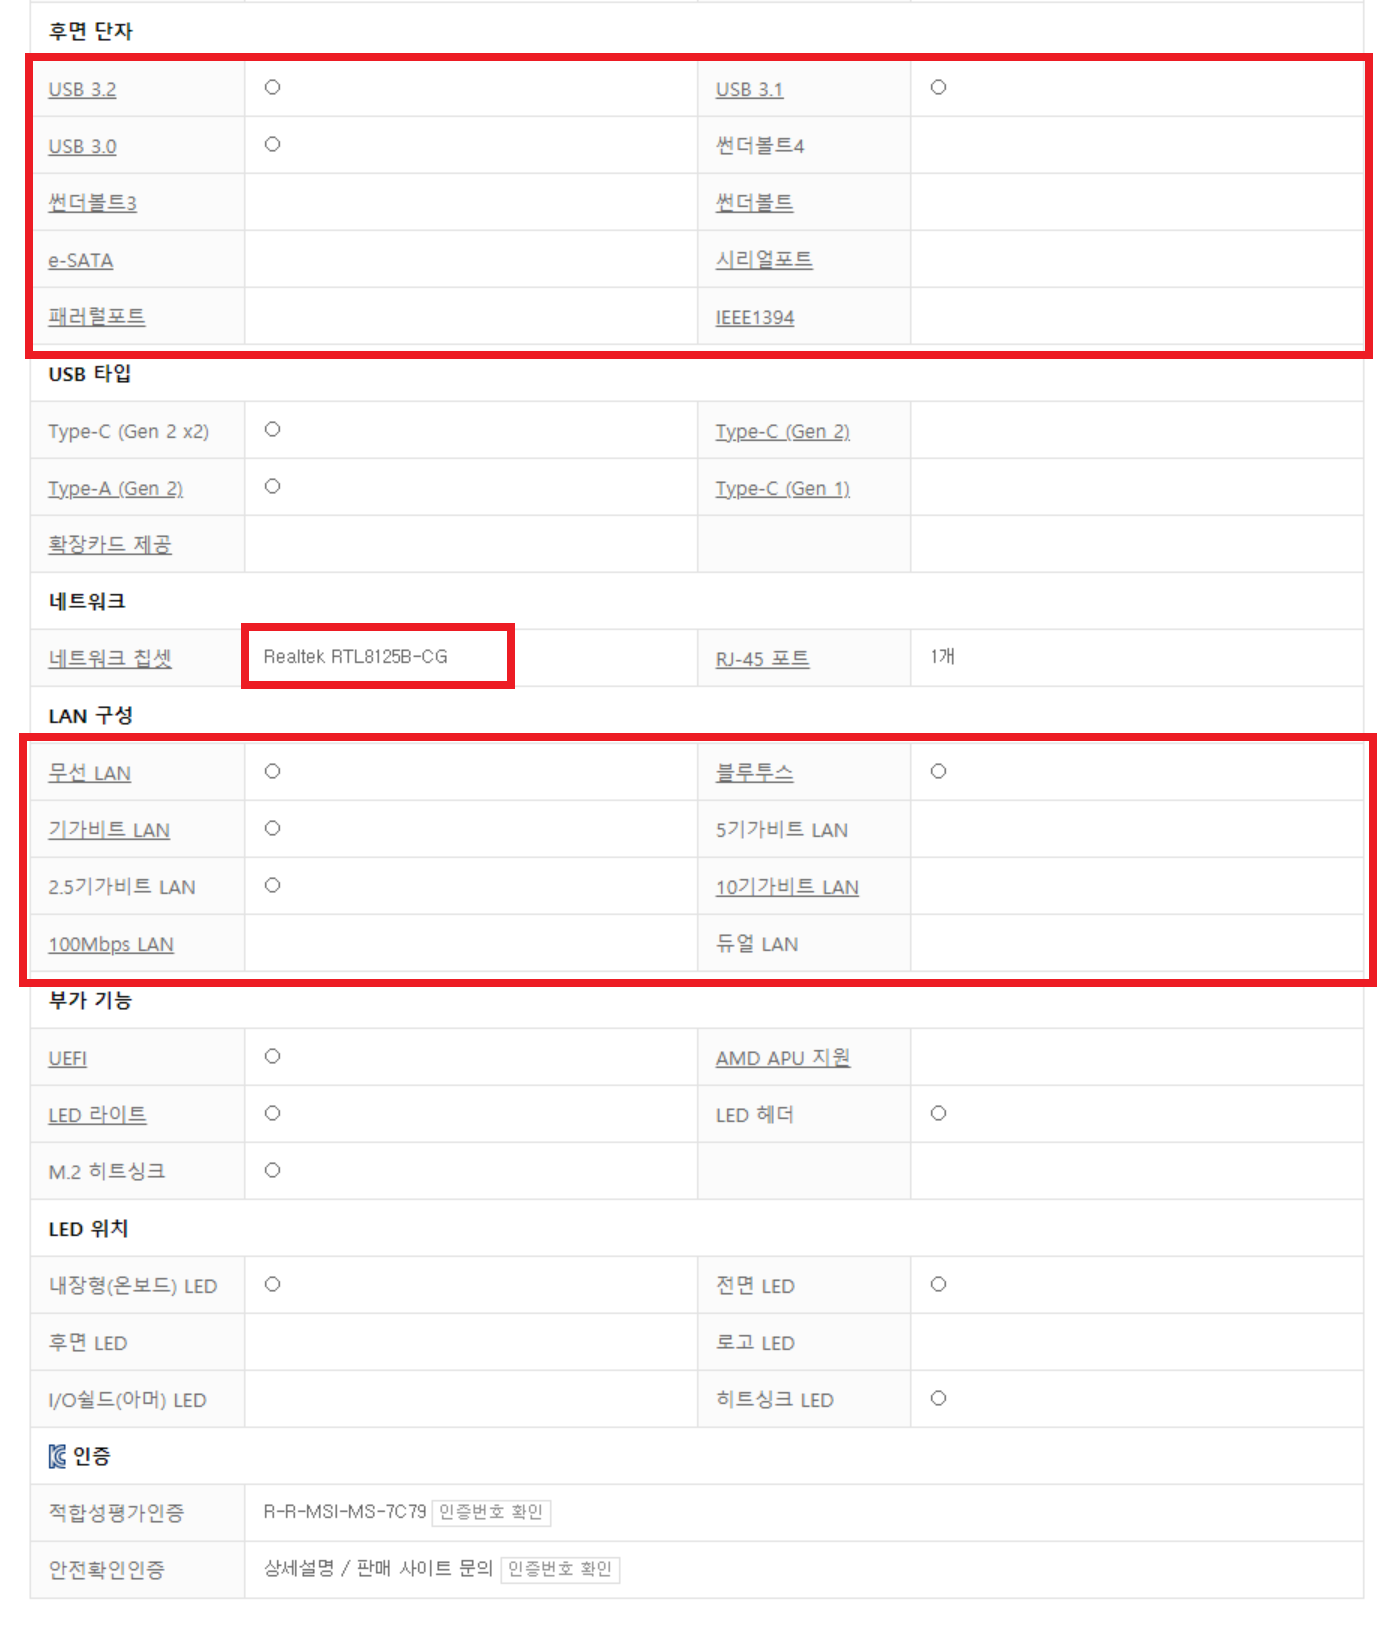 후면 단자
USB 3.2 ○ USB 3.1 ○
USB 3.0 ○ 썬더볼트4
썬더볼트3 썬더볼트
e-SATA 시리얼포트
패러럴포트 IEEE1394
USB 타입
Type-C (Gen 2 x2) ○ Type-C (Gen 2)
Type-A (Gen 2) ○ Type-C (Gen 1)
확장카드 제공
네트워크
네트워크 칩셋 Realtek RTL8125B-CG RJ-45 포트 1개
LAN 구성
무선 LAN ○ 블루투스 ○
기가비트 LAN ○ 5기가비트 LAN
2.5기가비트 LAN ○ 10기가비트 LAN
100Mbps LAN 듀얼 LAN
부가 기능
UEFI ○ AMD APU 지원
LED 라이트 ○ LED 헤더 ○
M.2 히트싱크 ○
LED 위치
내장형(온보드) LED ○ 전면 LED ○
후면 LED 로고 LED
I/O쉴드(아머) LED 히트싱크 LED ○
KC 인증
적합성평가인증 R-R-MSI-MS-7C79 인증번호 확인
안전확인인증 상세설명 / 판매 사이트 문의 인증번호 확인